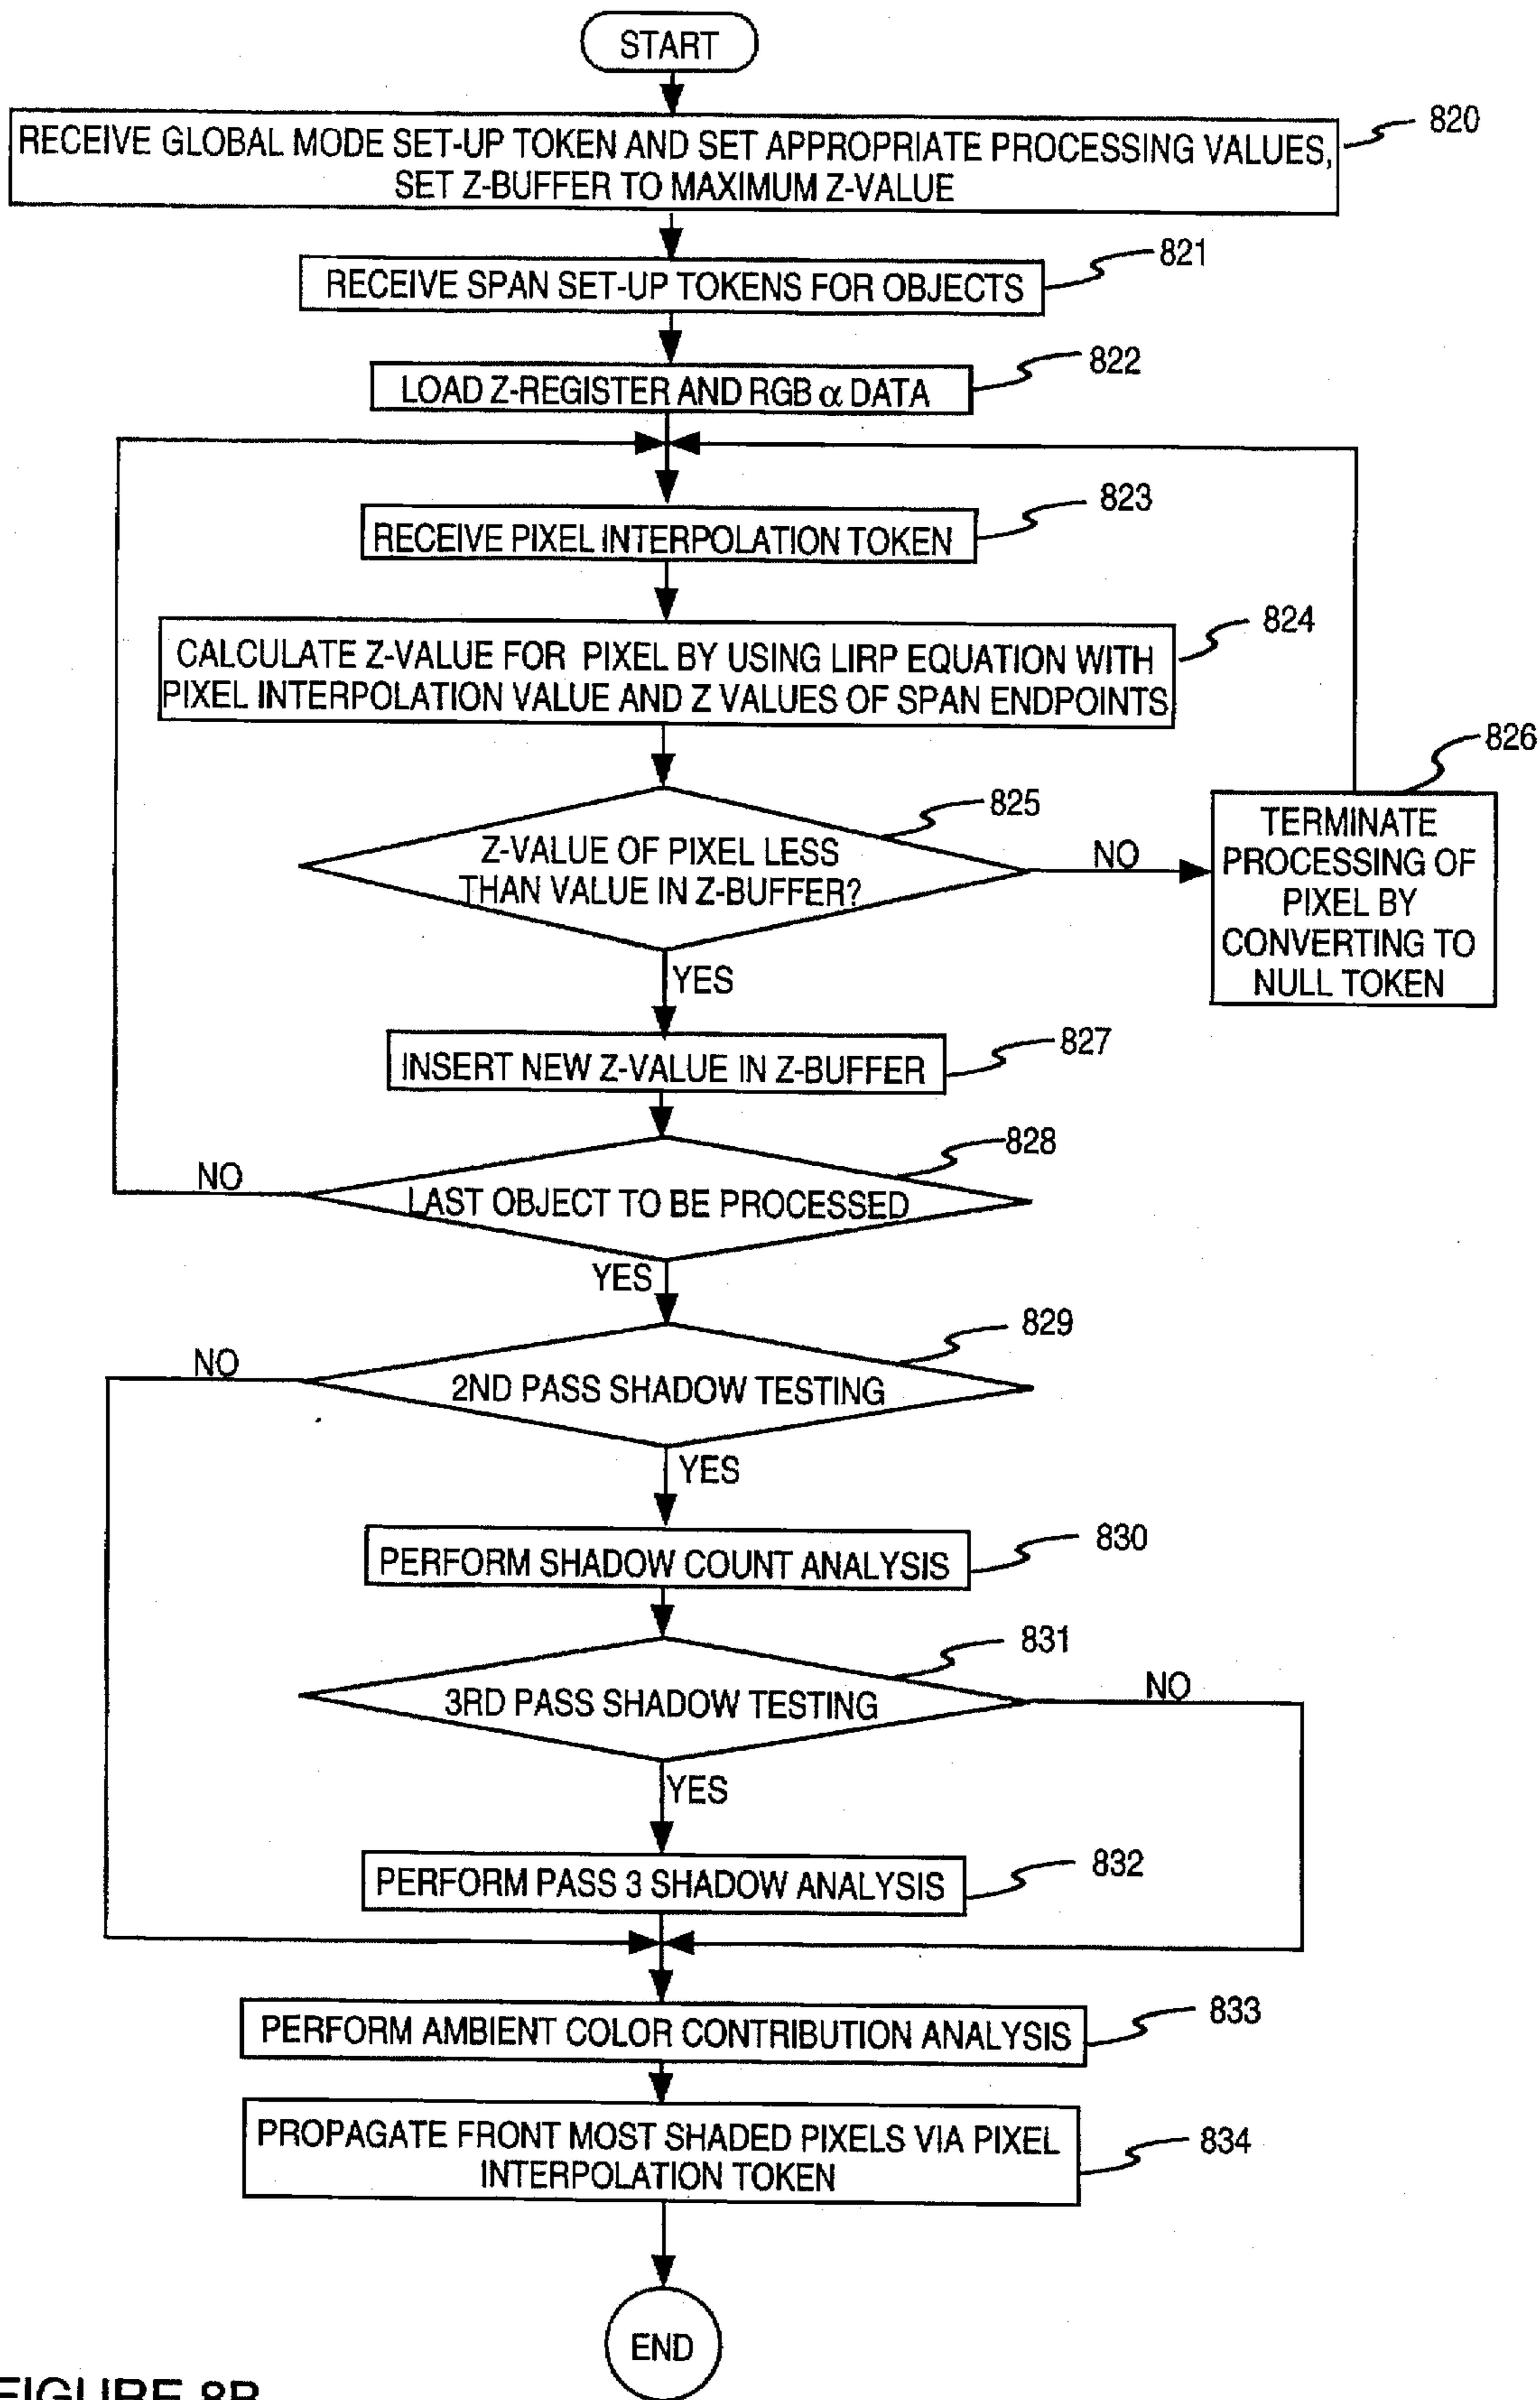 START
820
RECEIVE GLOBAL MODE SET-UP TOKEN AND SET APPROPRIATE PROCESSING VALUES,
SET Z-BUFFER TO MAXIMUM Z-VALUE
821
RECEIVE SPAN SET-UP TOKENS FOR OBJECTS
822
LOAD Z-REGISTER AND RGB α DATA
823
RECEIVE PIXEL INTERPOLATION TOKEN
824
CALCULATE Z-VALUE FOR PIXEL BY USING LIRP EQUATION WITH
PIXEL INTERPOLATION VALUE AND Z VALUES OF SPAN ENDPOINTS
825
Z-VALUE OF PIXEL LESS
THAN VALUE IN Z-BUFFER?
NO
826
TERMINATE
PROCESSING OF
PIXEL BY
CONVERTING TO
NULL TOKEN
YES
827
INSERT NEW Z-VALUE IN Z-BUFFER
828
NO
LAST OBJECT TO BE PROCESSED
YES
829
NO
2ND PASS SHADOW TESTING
YES
830
PERFORM SHADOW COUNT ANALYSIS
831
3RD PASS SHADOW TESTING
NO
YES
832
PERFORM PASS 3 SHADOW ANALYSIS
833
PERFORM AMBIENT COLOR CONTRIBUTION ANALYSIS
834
PROPAGATE FRONT MOST SHADED PIXELS VIA PIXEL
INTERPOLATION TOKEN
END
FIGURE 8B